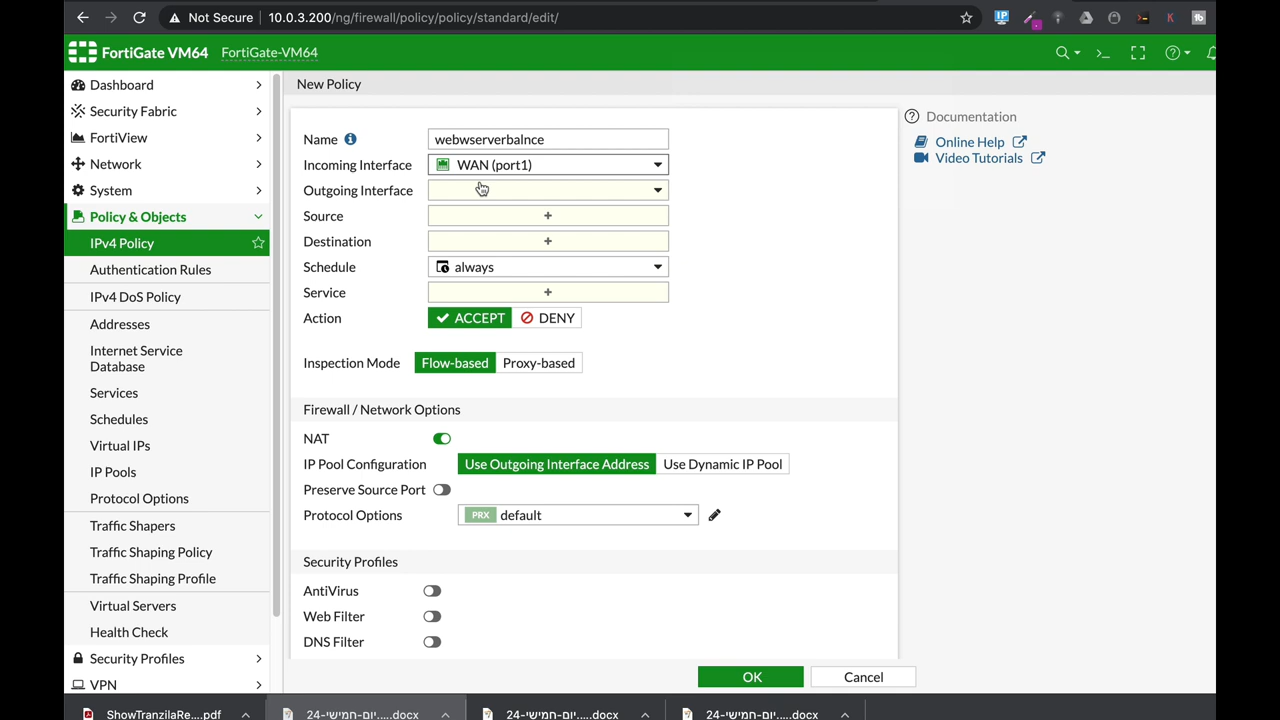 Not Secure 10.0.3.200/ng/firewall/policy/policy/standard/edit/
IP K tb
FortiGate VM64 FortiGate-VM64
Dashboard
Security Fabric
FortiView
Network
System
Policy & Objects
IPv4 Policy
Authentication Rules
IPv4 DoS Policy
Addresses
Internet Service
Database
Services
Schedules
Virtual IPs
IP Pools
Protocol Options
Traffic Shapers
Traffic Shaping Policy
Traffic Shaping Profile
Virtual Servers
Health Check
Security Profiles
VPN
New Policy
Name webwserverbalnce
Incoming Interface WAN (port1)
Outgoing Interface
Source +
Destination +
Schedule always
Service +
Action ACCEPT DENY
Inspection Mode Flow-based Proxy-based
Firewall / Network Options
NAT
IP Pool Configuration Use Outgoing Interface Address Use Dynamic IP Pool
Preserve Source Port
Protocol Options PRX default
Security Profiles
AntiVirus
Web Filter
DNS Filter
OK Cancel
Documentation
Online Help
Video Tutorials
ShowTranzilaRe....pdf
24-יום-חמישי.....docx
24-יום-חמישי.....docx
24-יום-חמישי.....docx